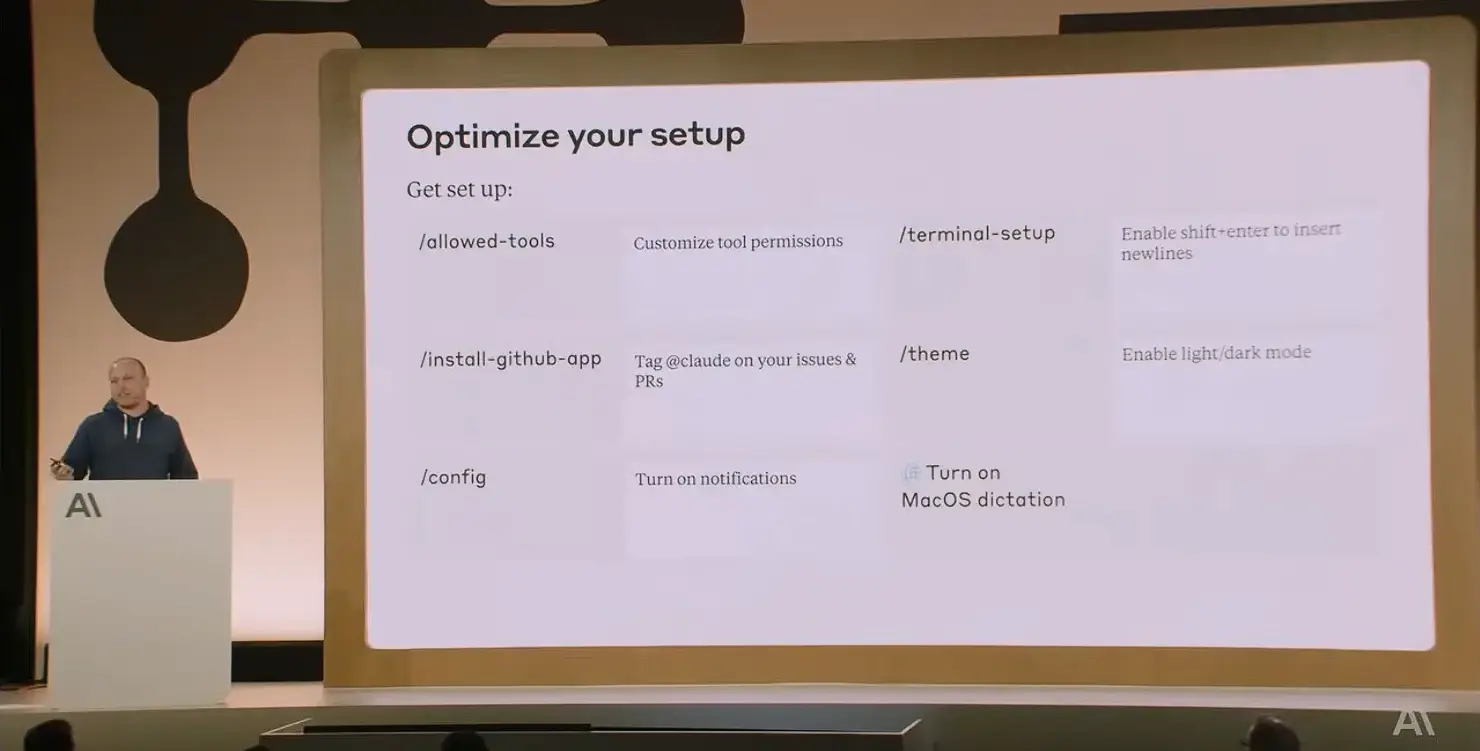 Optimize your setup
Get set up:
/allowed-tools
Customize tool permissions
/terminal-setup
Enable shift+enter to insert
newlines
/install-github-app
Tag @claude on your issues &
PRs
/theme
Enable light/dark mode
/config
Turn on notifications
Turn on
MacOS dictation
A\
A\